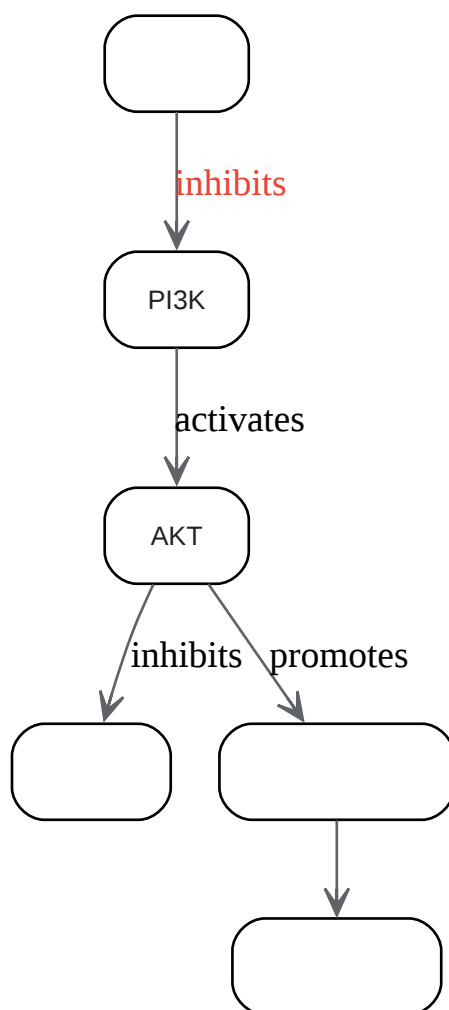 inhibits
PI3K
activates
AKT
inhibits
promotes